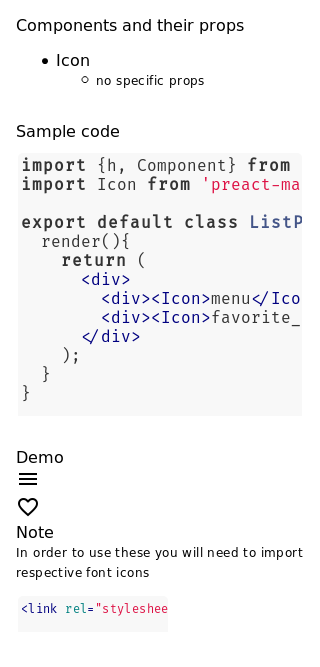 Components and their props
Icon
no specific props
Sample code
import {h, Component} from
import Icon from 'preact-ma
export default class ListP
render(){
return (
<div>
<div><Icon>menu</Ico
<div><Icon>favorite_
</div>
);
}
}
Demo
Note
In order to use these you will need to import
respective font icons
<link rel="styleshee